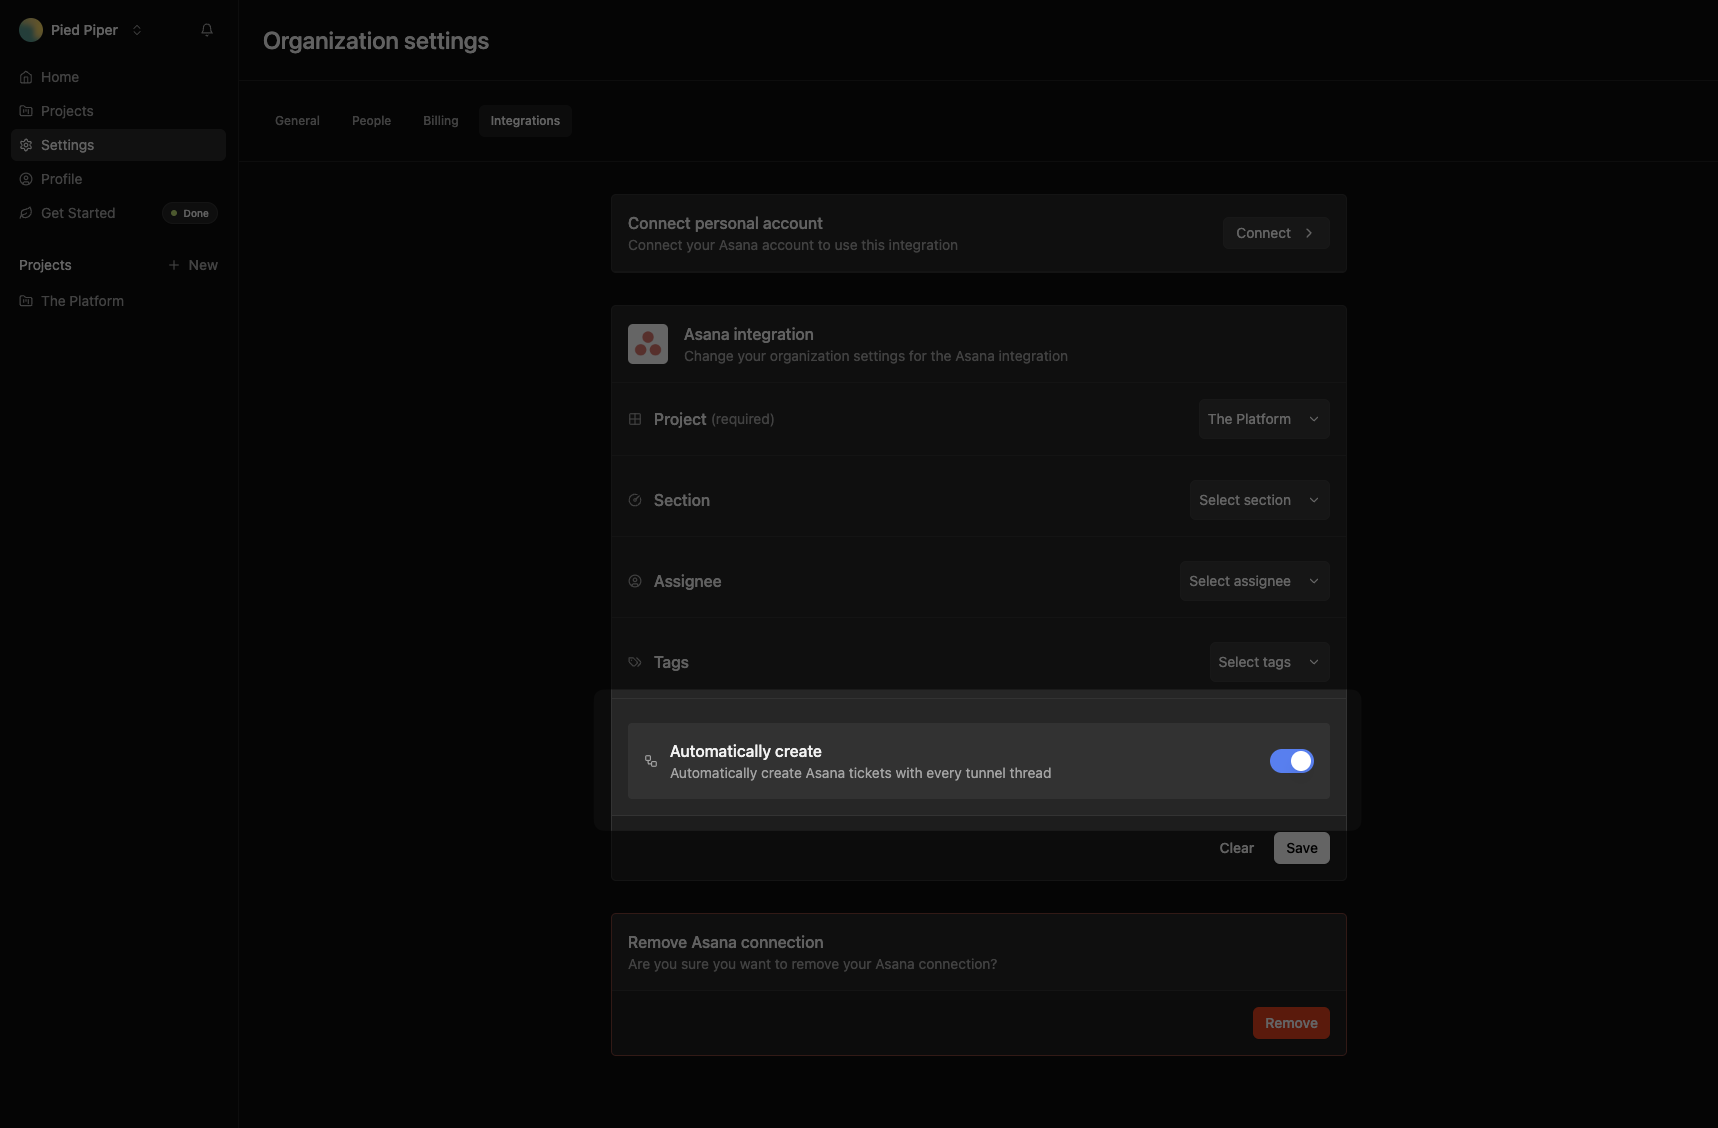 Pied Piper
Home
Projects
Settings
Profile
Get Started
Done
Projects
New
The Platform
Organization settings
General
People
Billing
Integrations
Connect personal account
Connect your Asana account to use this integration
Connect
Asana integration
Change your organization settings for the Asana integration
Project (required)
The Platform
Section
Select section
Assignee
Select assignee
Tags
Select tags
Automatically create
Automatically create Asana tickets with every tunnel thread
Clear
Save
Remove Asana connection
Are you sure you want to remove your Asana connection?
Remove